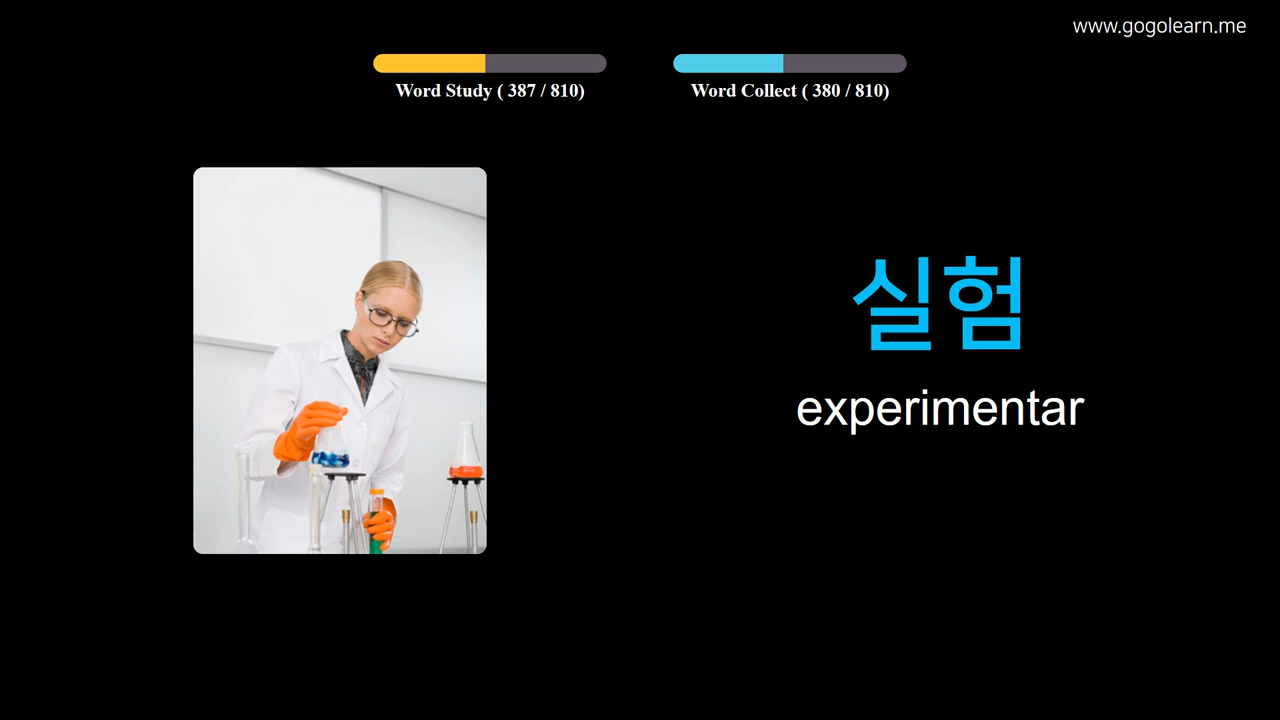 www.gogolearn.me
Word Study ( 387 / 810)
Word Collect ( 380 / 810)
실험
experimentar